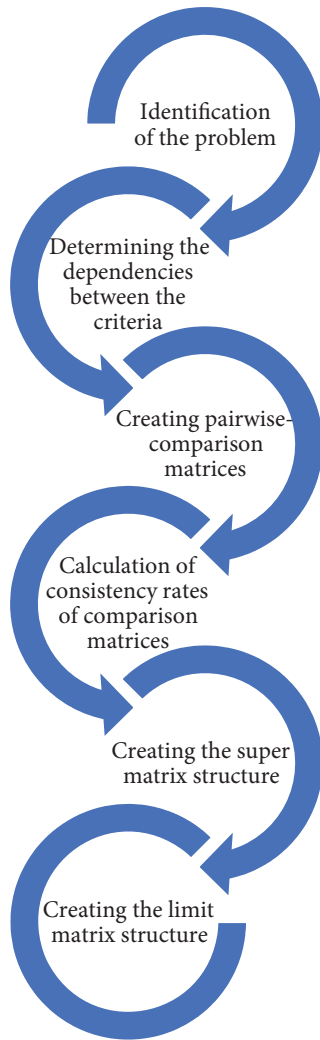 Identification
of the problem
Determining the
dependencies
between the
criteria
Creating pairwise-
comparison
matrices
Calculation of
consistency rates
of comparison
matrices
Creating the super
matrix structure
Creating the limit
matrix structure